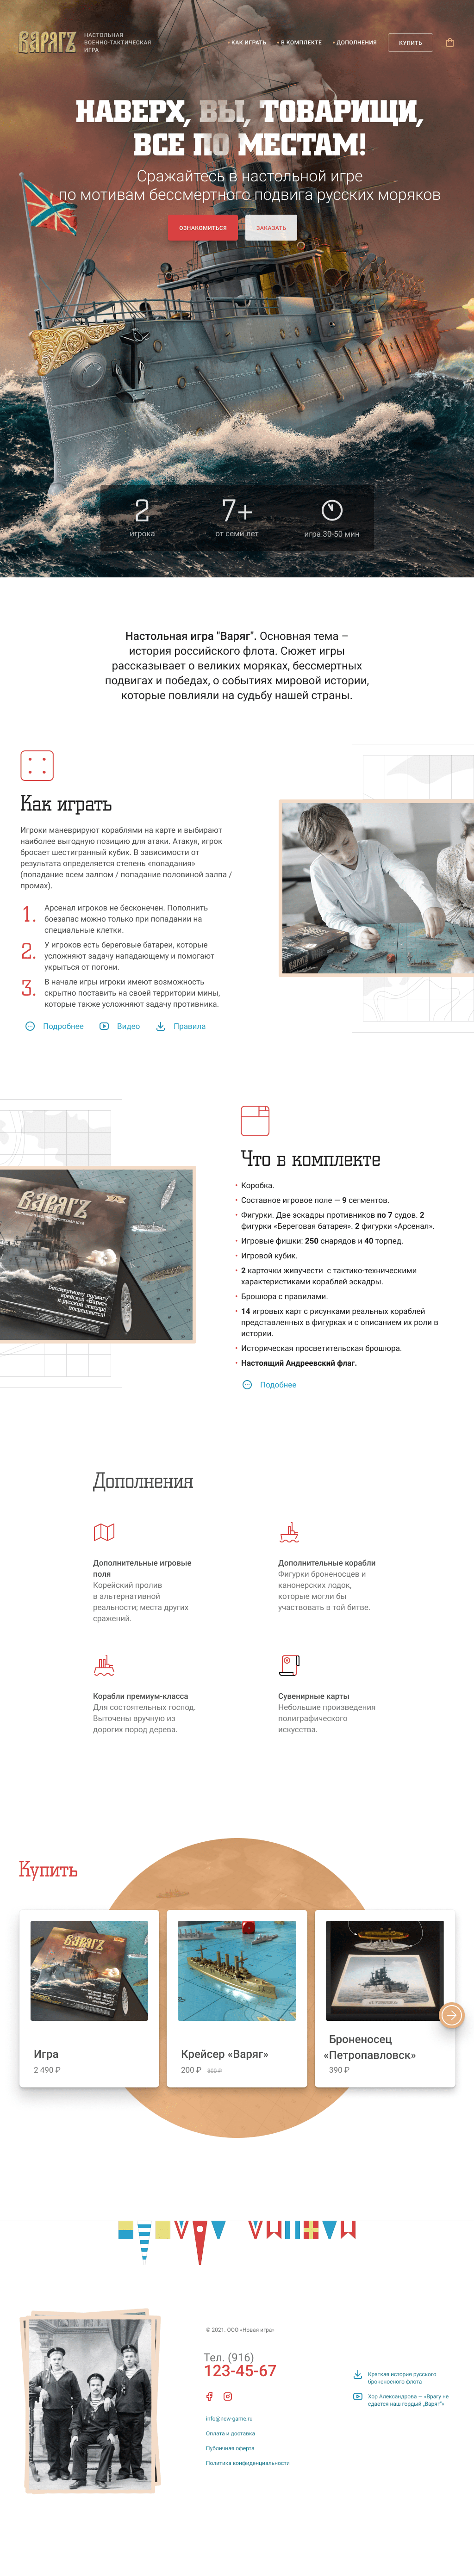 ВАРЯГЪ
НАСТОЛЬНАЯ
ВОЕННО-ТАКТИЧЕСКАЯ
ИГРА
• КАК ИГРАТЬ
• В КОМПЛЕКТЕ
• ДОПОЛНЕНИЯ
КУПИТЬ
НАВЕРХ, ВЫ, ТОВАРИЩИ,
ВСЕ ПО МЕСТАМ!
Сражайтесь в настольной игре
по мотивам бессмертного подвига русских моряков
ОЗНАКОМИТЬСЯ
ЗАКАЗАТЬ
2
игрока
7+
от семи лет
игра 30-50 мин
Настольная игра "Варяг". Основная тема –
история российского флота. Сюжет игры
рассказывает о великих моряках, бессмертных
подвигах и победах, о событиях мировой истории,
которые повлияли на судьбу нашей страны.
Как играть
Игроки маневрируют кораблями на карте и выбирают
наиболее выгодную позицию для атаки. Атакуя, игрок
бросает шестигранный кубик. В зависимости от
результата определяется степень «попадания»
(попадание всем залпом / попадание половиной залпа /
промах).
1. Арсенал игроков не бесконечен. Пополнить
боезапас можно только при попадании на
специальные клетки.
2. У игроков есть береговые батареи, которые
усложняют задачу нападающему и помогают
укрыться от погони.
3. В начале игры игроки имеют возможность
скрытно поставить на своей территории мины,
которые также усложняют задачу противника.
Подробнее
Видео
Правила
Что в комплекте
• Коробка.
• Составное игровое поле — 9 сегментов.
• Фигурки. Две эскадры противников по 7 судов. 2
фигурки «Береговая батарея». 2 фигурки «Арсенал».
• Игровые фишки: 250 снарядов и 40 торпед.
• Игровой кубик.
• 2 карточки живучести с тактико-техническими
характеристиками кораблей эскадры.
• Брошюра с правилами.
• 14 игровых карт с рисунками реальных кораблей
представленных в фигурках и с описанием их роли в
истории.
• Историческая просветительская брошюра.
• Настоящий Андреевский флаг.
Подобнее
ВАРЯГЪ
Бессмертному подвигу
крейсера «Варяг»
и русской эскадре
посвящается!
Дополнения
Дополнительные игровые
поля
Корейский пролив
в альтернативной
реальности; места других
сражений.
Дополнительные корабли
Фигурки броненосцев и
канонерских лодок,
которые могли бы
участвовать в той битве.
Корабли премиум-класса
Для состоятельных господ.
Выточены вручную из
дорогих пород дерева.
Сувенирные карты
Небольшие произведения
полиграфического
искусства.
Купить
ВАРЯГЪ
Игра
2 490 ₽
Крейсер «Варяг»
200 ₽
300 ₽
Броненосец
«Петропавловск»
390 ₽
© 2021. ООО «Новая игра»
Тел. (916)
123-45-67
info@new-game.ru
Оплата и доставка
Публичная оферта
Политика конфиденциальности
Краткая история русского
броненосного флота
Хор Александрова — «Врагу не
сдается наш гордый „Варяг“»